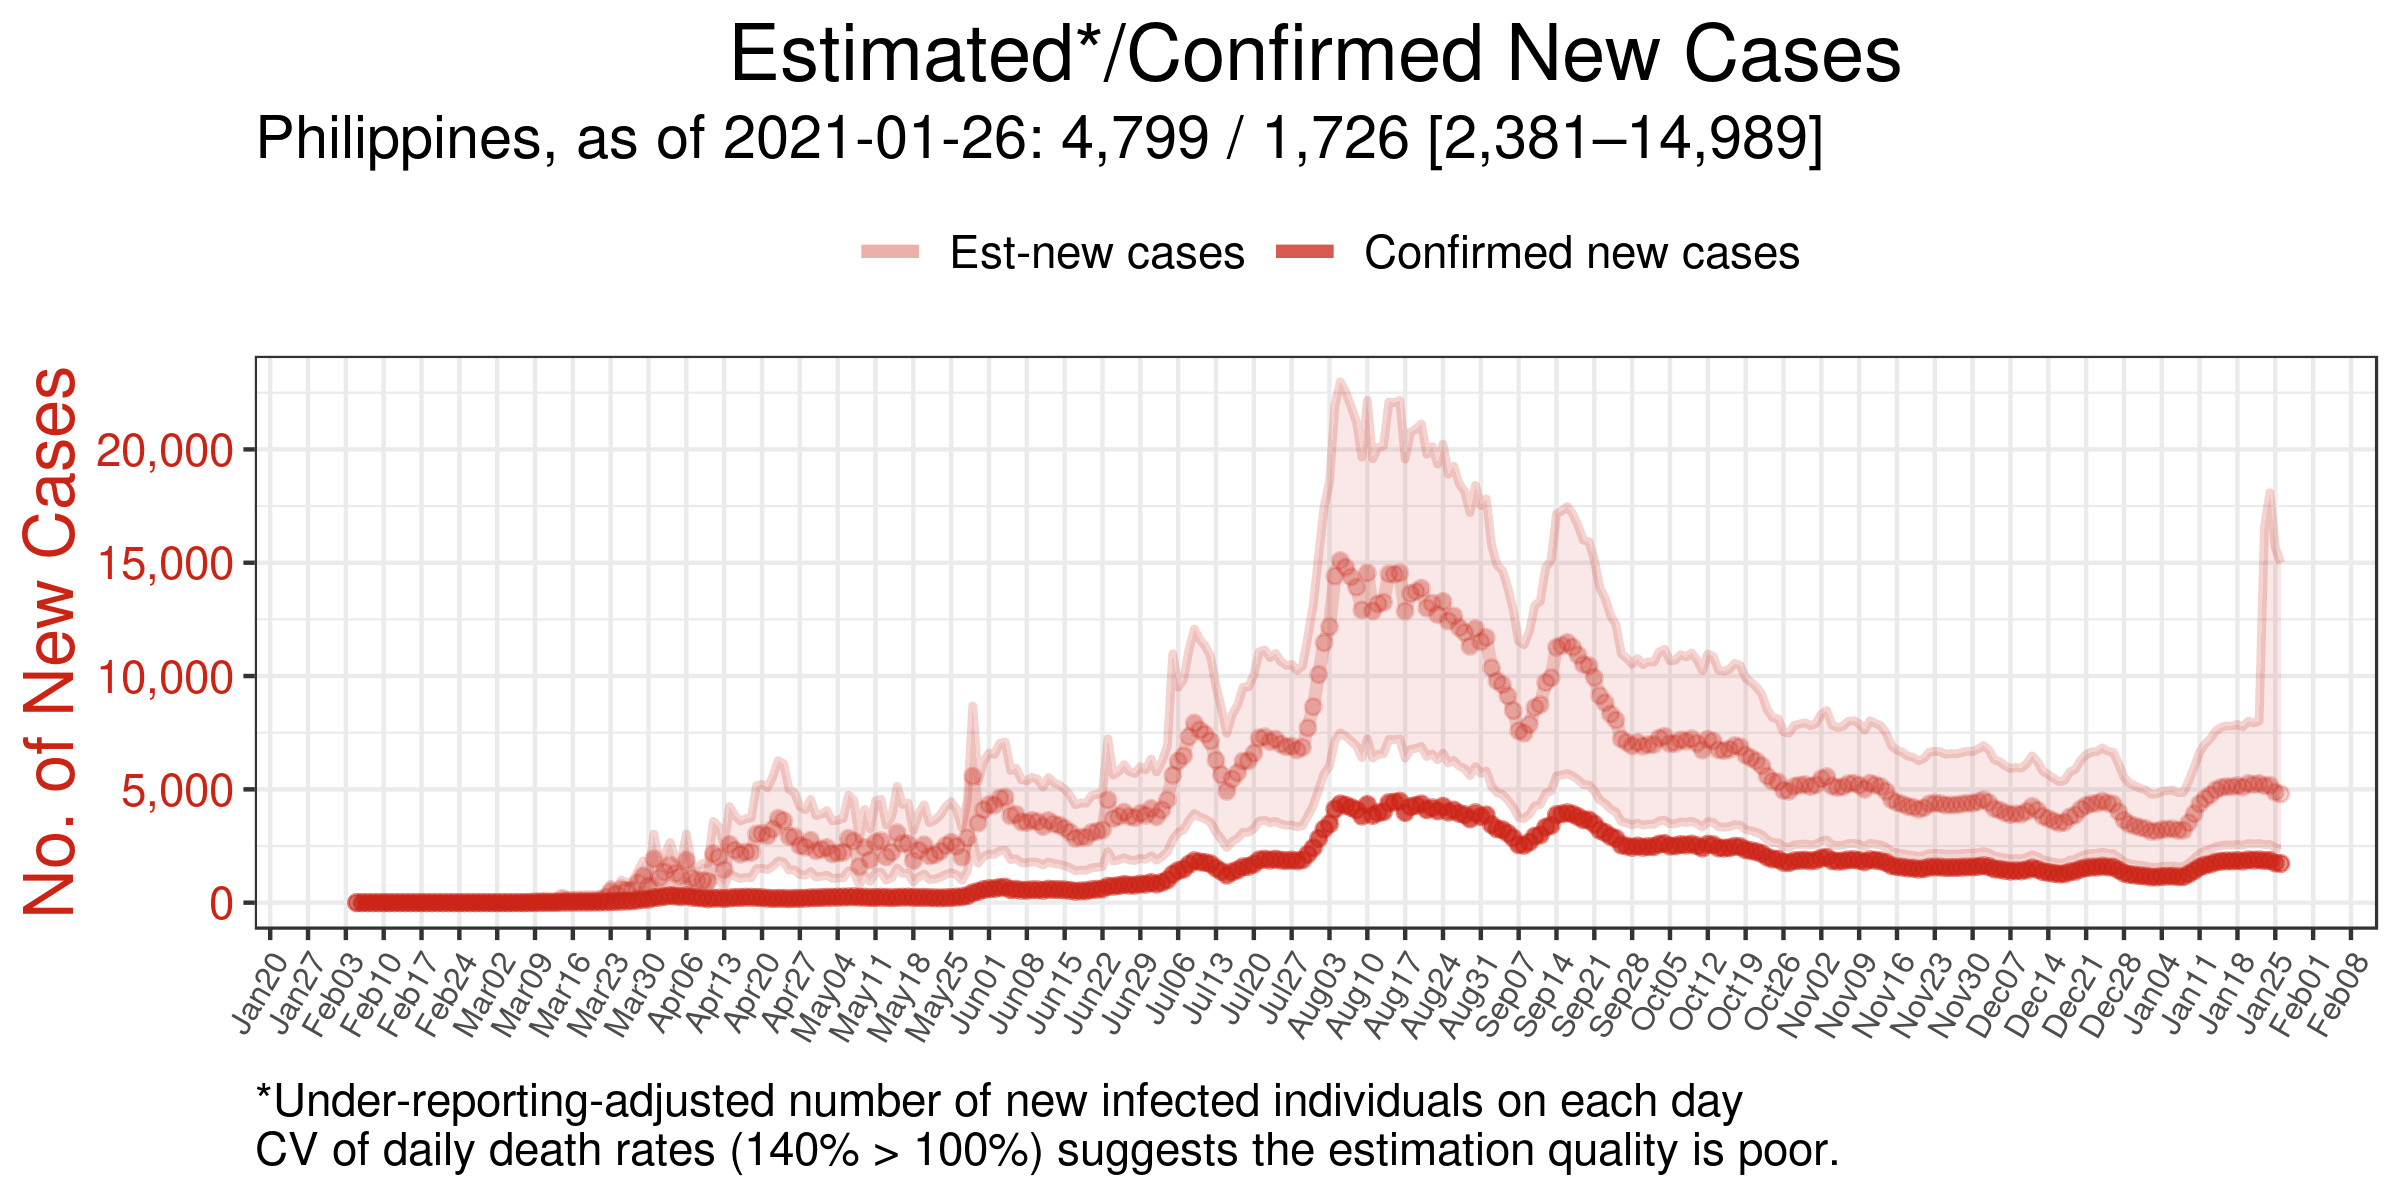 Estimated*/Confirmed New Cases
Philippines, as of 2021-01-26: 4,799 / 1,726 [2,381–14,989]
Est-new cases
Confirmed new cases
No. of New Cases
20,000
15,000
10,000
5,000
0
Jan20
Jan27
Feb03
Feb10
Feb17
Feb24
Mar02
Mar09
Mar16
Mar23
Mar30
Apr06
Apr13
Apr20
Apr27
May04
May11
May18
May25
Jun01
Jun08
Jun15
Jun22
Jun29
Jul06
Jul13
Jul20
Jul27
Aug03
Aug10
Aug17
Aug24
Aug31
Sep07
Sep14
Sep21
Sep28
Oct05
Oct12
Oct19
Oct26
Nov02
Nov09
Nov16
Nov23
Nov30
Dec07
Dec14
Dec21
Dec28
Jan04
Jan11
Jan18
Jan25
Feb01
Feb08
*Under-reporting-adjusted number of new infected individuals on each day
CV of daily death rates (140% > 100%) suggests the estimation quality is poor.